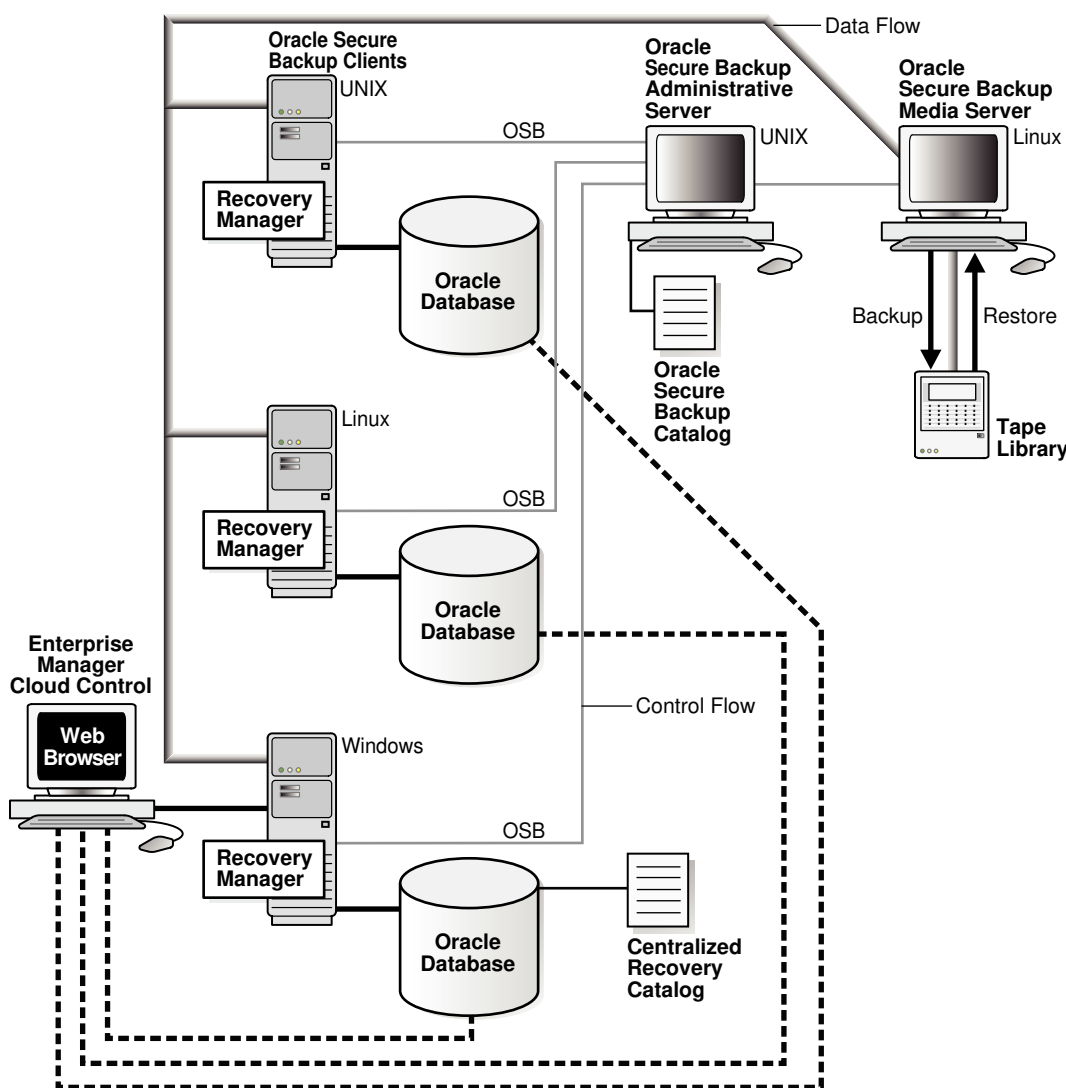 Data Flow
Oracle Secure
Backup Clients
UNIX
Oracle
Secure Backup
Administrative
Server
UNIX
Oracle
Secure Backup
Media Server
Linux
OSB
Recovery
Manager
Oracle
Database
Backup
Restore
Oracle
Secure
Backup
Catalog
Tape
Library
Linux
OSB
Recovery
Manager
Oracle
Database
Enterprise
Manager
Cloud Control
Web
Browser
Control Flow
Windows
OSB
Recovery
Manager
Oracle
Database
Centralized
Recovery
Catalog